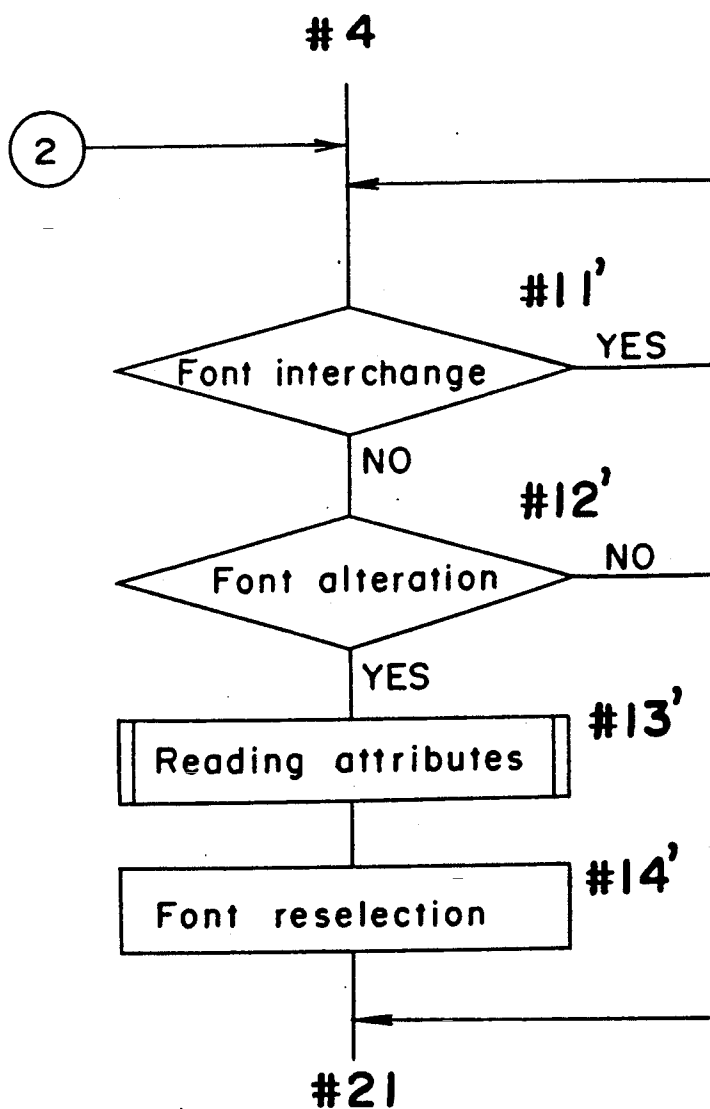 #4
2
#11'
Font interchange
YES
NO
#12'
Font alteration
NO
YES
#13'
Reading attributes
#14'
Font reselection
#21